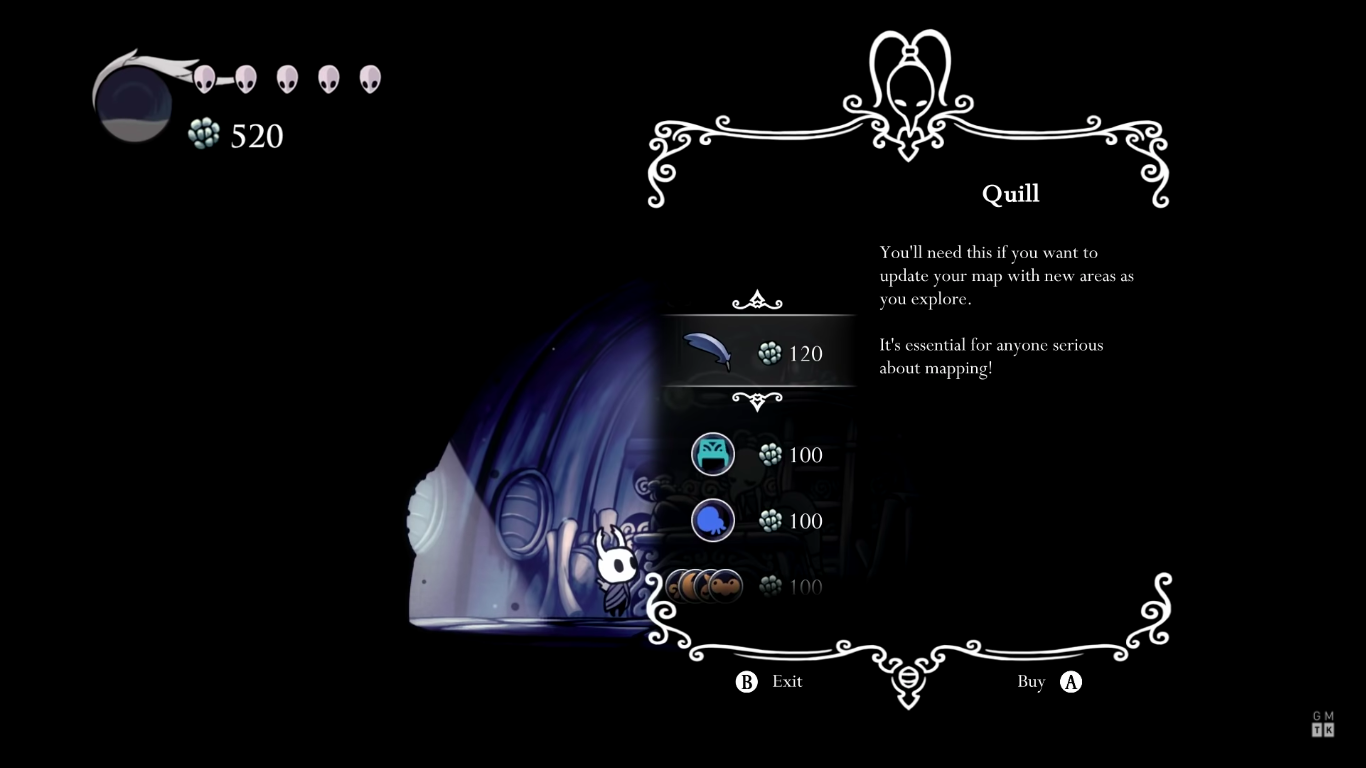 520
Quill
You'll need this if you want to
update your map with new areas as
you explore.
It's essential for anyone serious
about mapping!
120
100
100
100
B Exit
Buy A
GM
TK